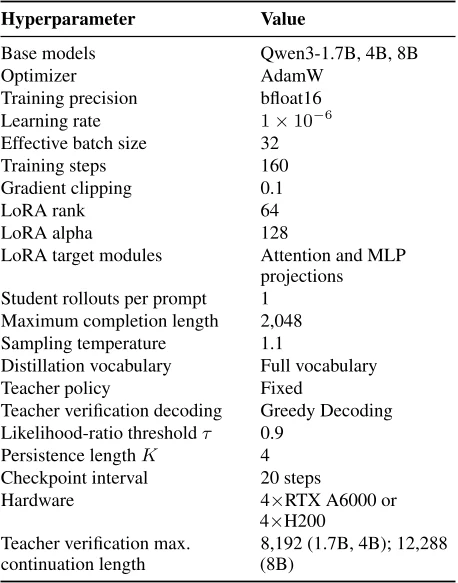 Hyperparameter Value
Base models Qwen3-1.7B, 4B, 8B
Optimizer AdamW
Training precision bfloat16
Learning rate 1 × 10⁻⁶
Effective batch size 32
Training steps 160
Gradient clipping 0.1
LoRA rank 64
LoRA alpha 128
LoRA target modules Attention and MLP
projections
Student rollouts per prompt 1
Maximum completion length 2,048
Sampling temperature 1.1
Distillation vocabulary Full vocabulary
Teacher policy Fixed
Teacher verification decoding Greedy Decoding
Likelihood-ratio threshold τ 0.9
Persistence length K 4
Checkpoint interval 20 steps
Hardware 4×RTX A6000 or
4×H200
Teacher verification max. 8,192 (1.7B, 4B); 12,288
continuation length (8B)